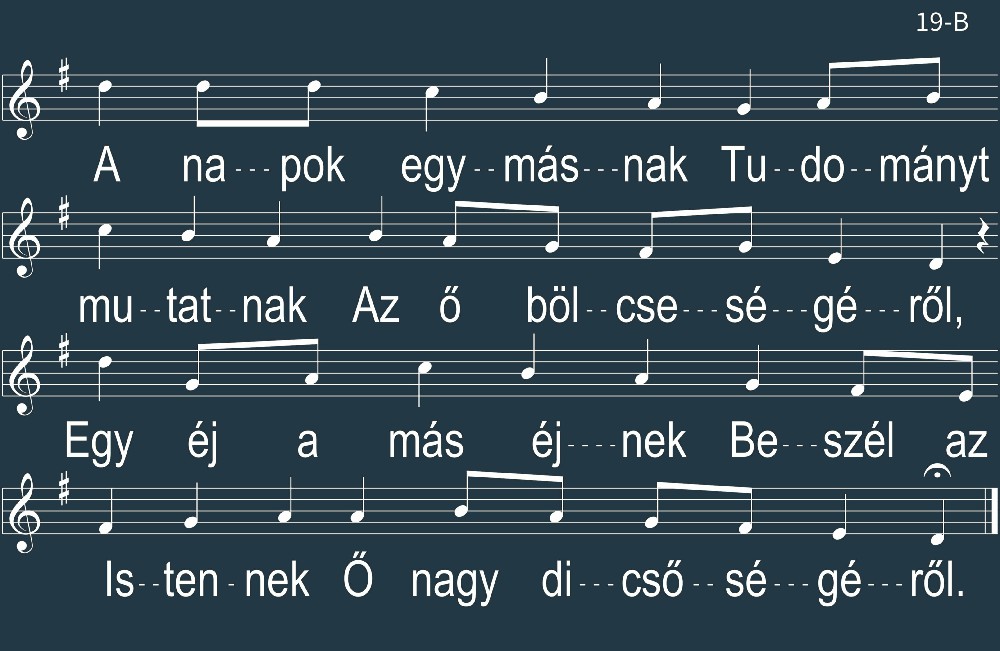 19-B
A na---pok egy--más---nak Tu--do--mányt
mu--tat--nak Az ő böl--cse---sé---gé---ről,
Egy éj a más éj----nek Be---szél az
Is--ten-nek Ő nagy di---cső--sé---gé---ről.